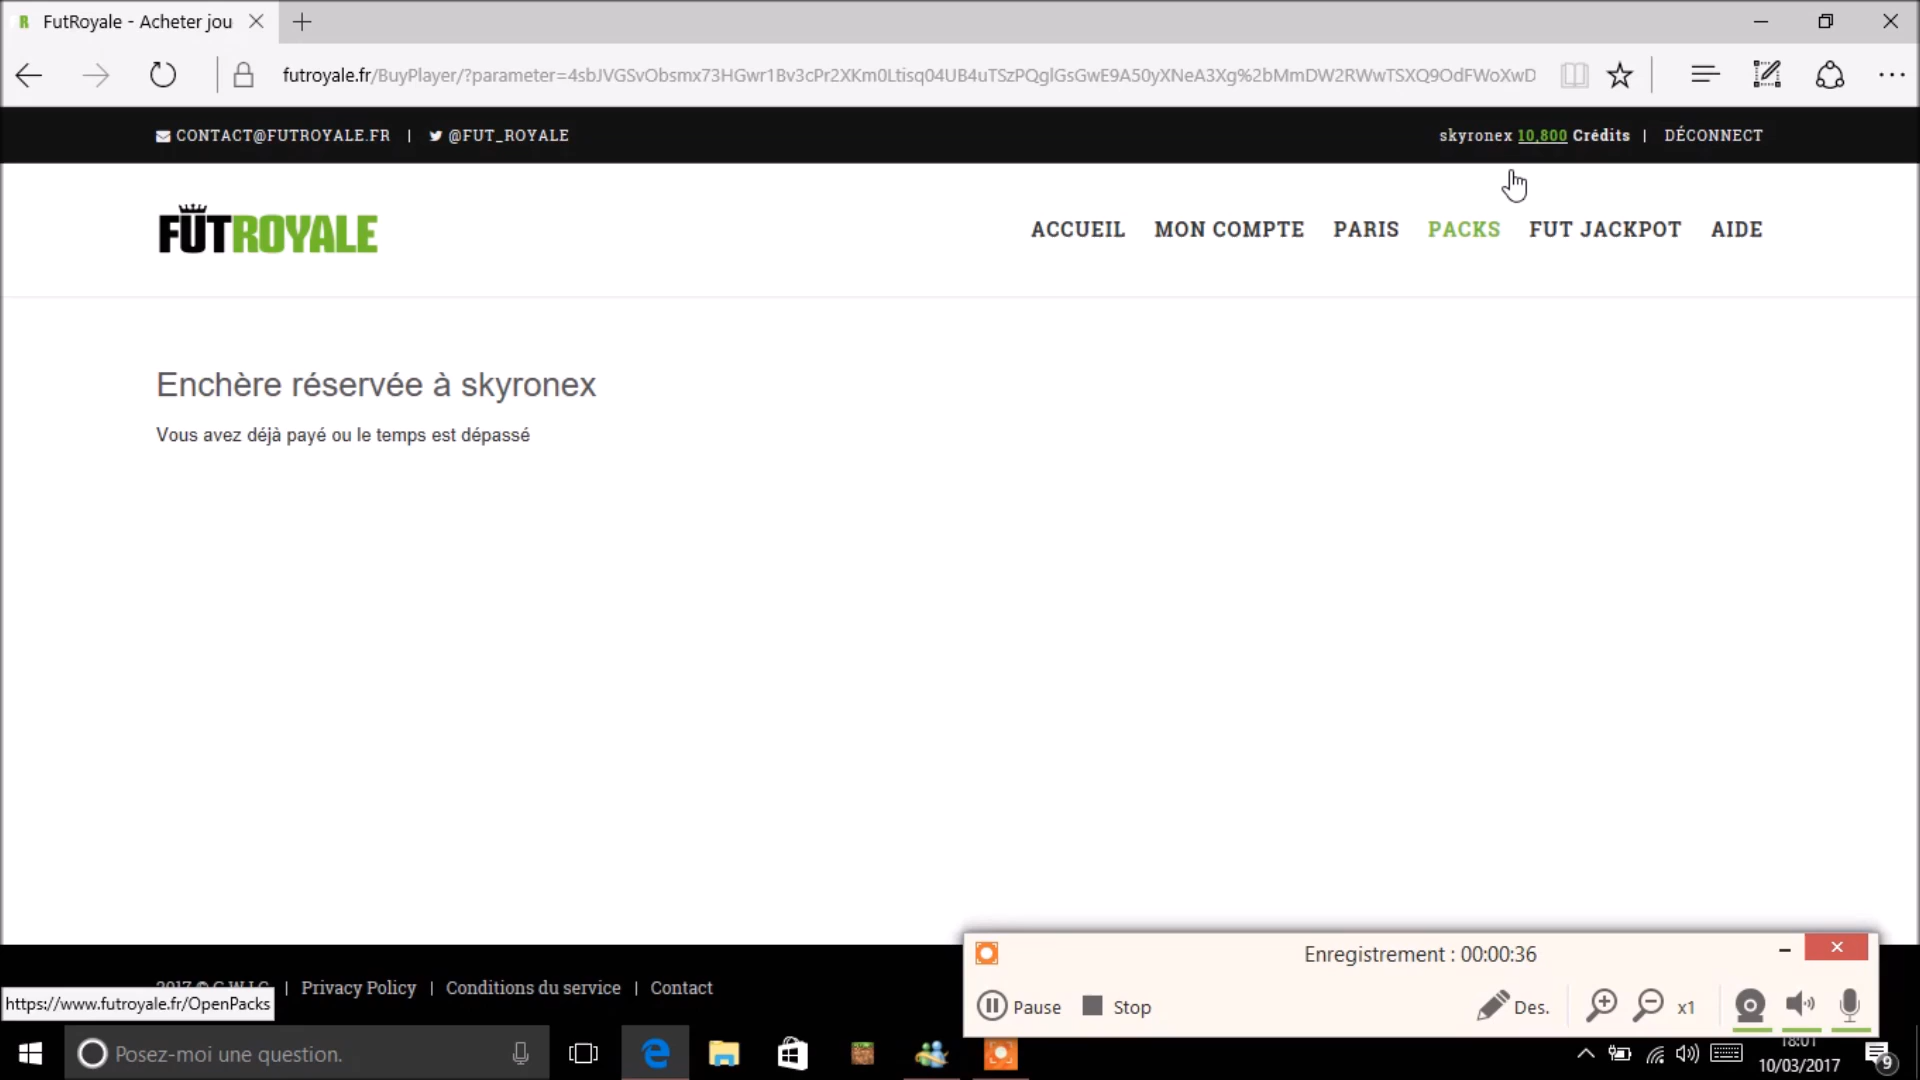 FutRoyale - Acheter jou
futroyale.fr/BuyPlayer/?parameter=4sbJVGSvObsmx73HGwr1Bv3cPr2XKm0Ltisq04UB4uTSzPQglGsGwE9A50yXNeA3Xg%2bMmDW2RWwTSXQ9OdFWoXwD
CONTACT@FUTROYALE.FR | @FUT_ROYALE
skyronex 10,800 Crédits | DÉCONNECT
FUTROYALE
ACCUEIL MON COMPTE PARIS PACKS FUT JACKPOT AIDE
Enchère réservée à skyronex
Vous avez déjà payé ou le temps est dépassé
Enregistrement : 00:00:36
| Privacy Policy | Conditions du service | Contact
https://www.futroyale.fr/OpenPacks
Pause Stop Des. x1
Posez-moi une question.
18:01
10/03/2017
9